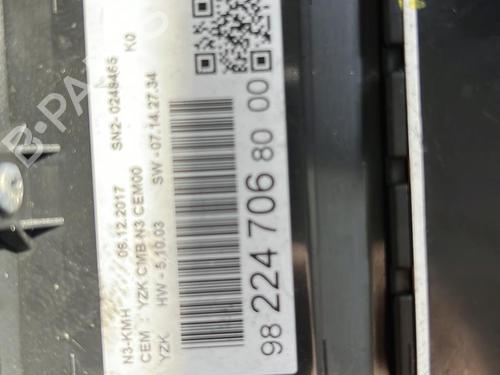 N3-KMH 06.12.2017 SN2- 0248465 K0
CEM : YZK CMB-N3 CEM00
YZK HW - 5.10.03 SW - 07.14.27.34
98 224 706 80 00
B-PARTS